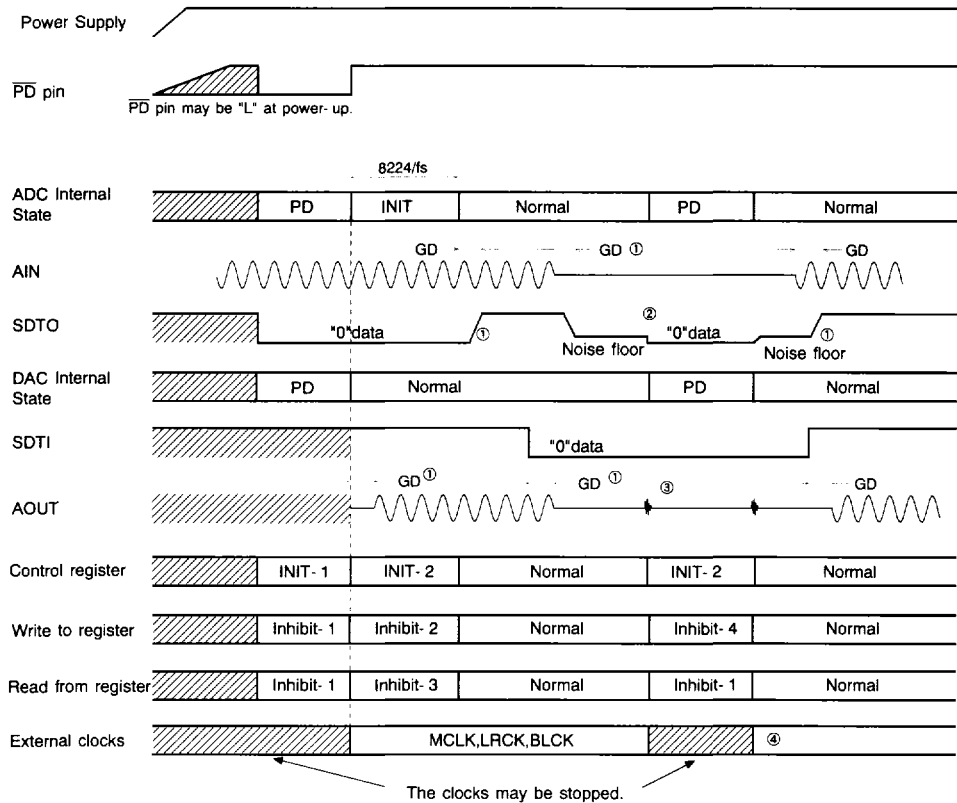 Power Supply
PD pin
PD pin may be "L" at power- up.
8224/fs
ADC Internal
State
PD
INIT
Normal
PD
Normal
AIN
GD
GD ①
GD
SDTO
"0"data
①
Noise floor
②
"0"data
Noise floor
①
DAC Internal
State
PD
Normal
PD
Normal
SDTI
"0"data
AOUT
GD ①
GD ①
③
GD
Control register
INIT- 1
INIT- 2
Normal
INIT- 2
Normal
Write to register
Inhibit- 1
Inhibit- 2
Normal
Inhibit- 4
Normal
Read from register
Inhibit- 1
Inhibit- 3
Normal
Inhibit- 1
Normal
External clocks
MCLK,LRCK,BLCK
④
The clocks may be stopped.